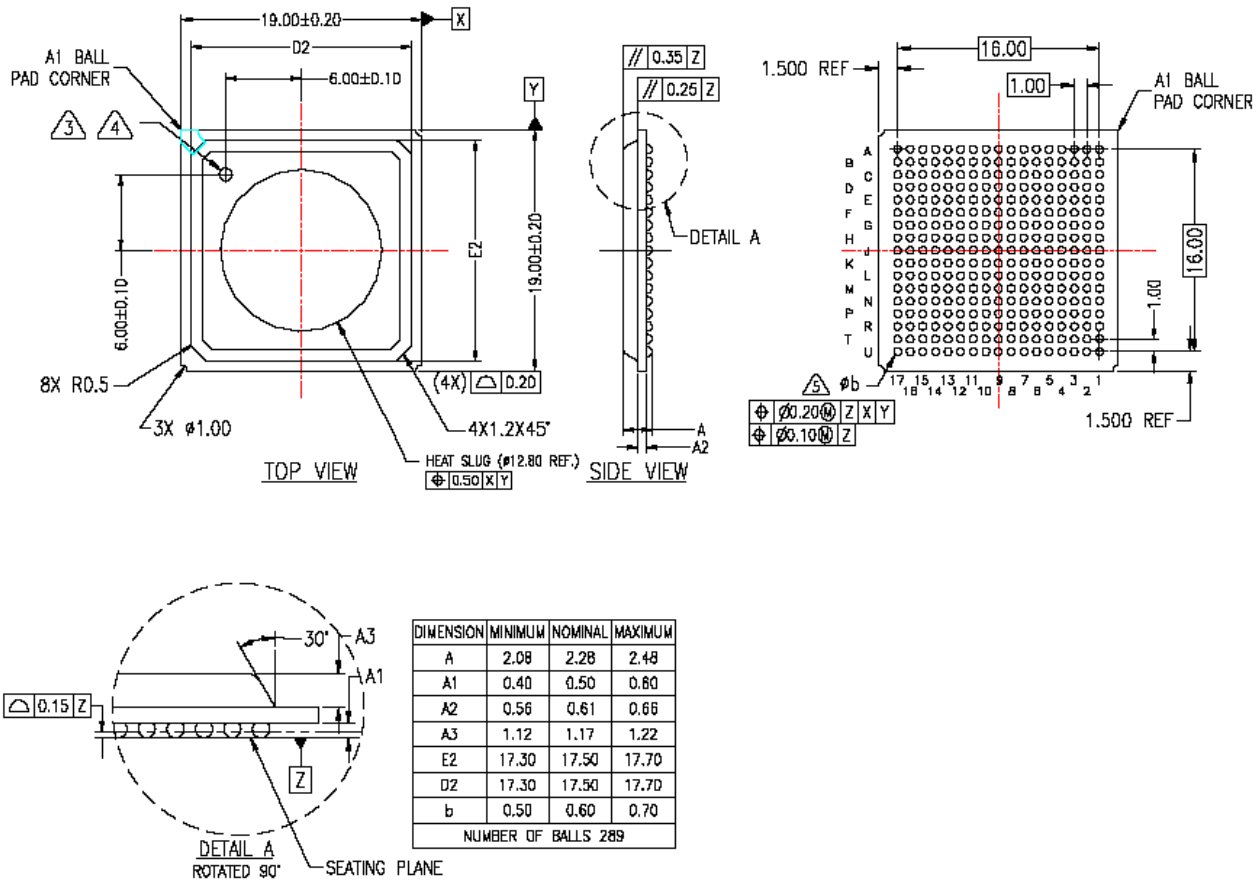 19.00±0.20
X
D2
A1 BALL
PAD CORNER
6.00±0.10
3
4
Y
6.00±0.10
E2
19.00±0.20
8X R0.5
3X ø1.00
(4X) ⌓ 0.20
4X1.2X45°
HEAT SLUG (ø12.80 REF.)
⌖ 0.50 X Y
TOP VIEW
// 0.35 Z
// 0.25 Z
DETAIL A
A
A2
SIDE VIEW
16.00
1.500 REF
1.00
A1 BALL
PAD CORNER
A
B
C
D
E
F
G
H
J
K
L
M
N
P
R
T
U
16.00
1.00
17 15 13 11 9 7 5 3 1
16 14 12 10 8 6 4 2
5 øb
⌖ ø0.20Ⓜ Z X Y
⌖ ø0.10Ⓜ Z
1.500 REF
30°
A3
A1
⌓ 0.15 Z
Z
DETAIL A
ROTATED 90°
SEATING PLANE
DIMENSION MINIMUM NOMINAL MAXIMUM
A 2.08 2.28 2.48
A1 0.40 0.50 0.60
A2 0.56 0.61 0.66
A3 1.12 1.17 1.22
E2 17.30 17.50 17.70
D2 17.30 17.50 17.70
b 0.50 0.60 0.70
NUMBER OF BALLS 289